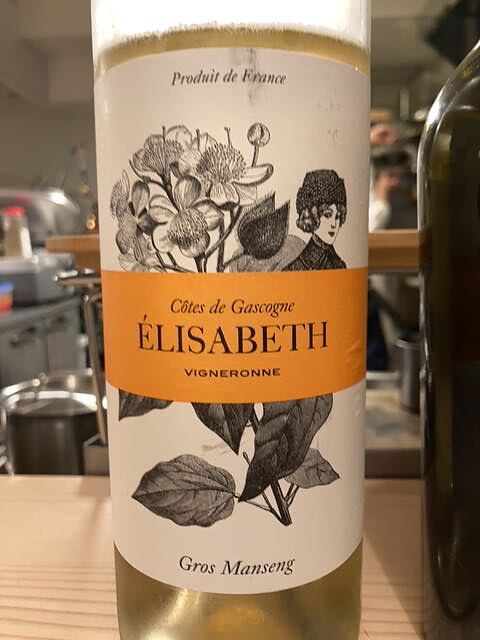 Produit de France
Côtes de Gascogne
ÉLISABETH
VIGNERONNE
Gros Manseng